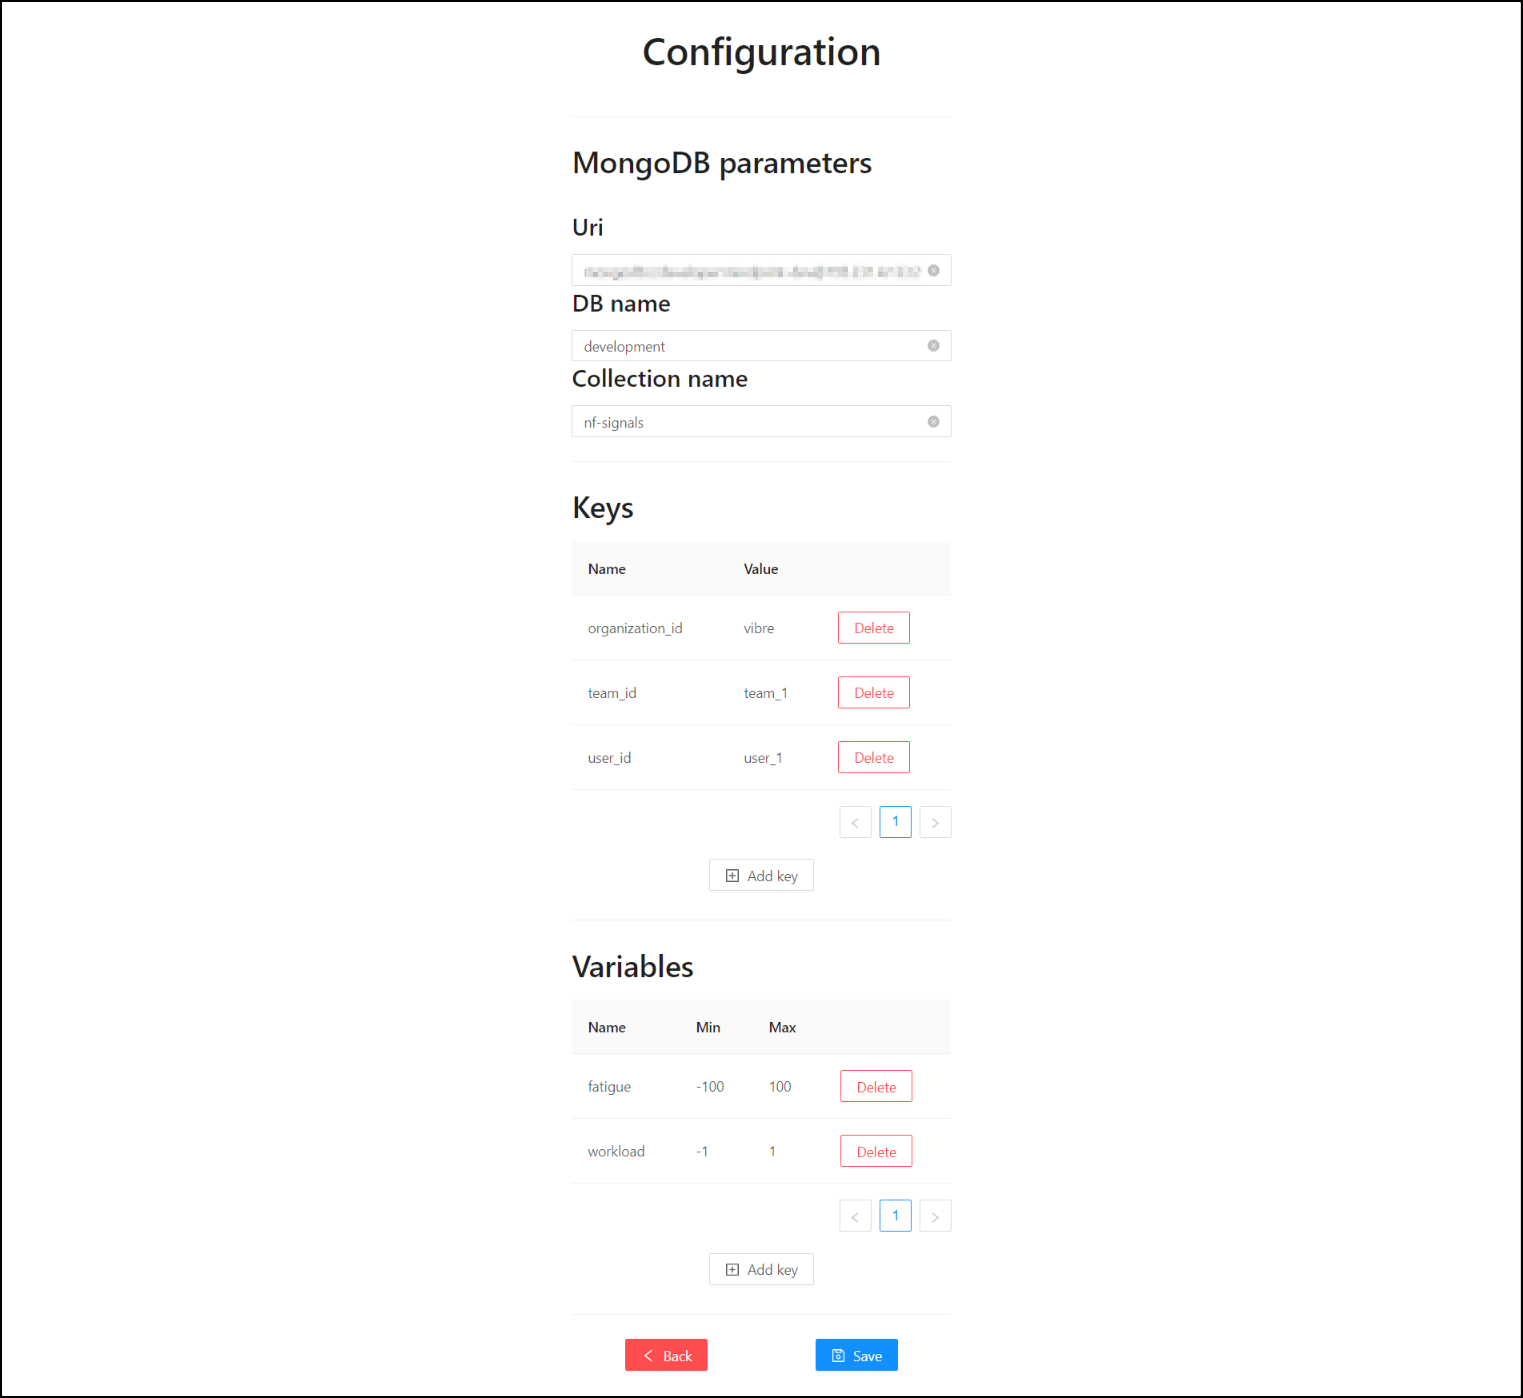 Configuration
MongoDB parameters
Uri
DB name
development
Collection name
nf-signals
Keys
Name Value
organization_id vibre Delete
team_id team_1 Delete
user_id user_1 Delete
< 1 >
Add key
Variables
Name Min Max
fatigue -100 100 Delete
workload -1 1 Delete
< 1 >
Add key
Back Save